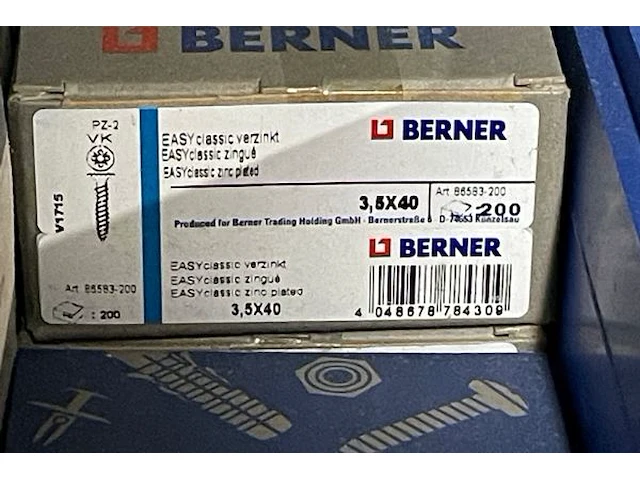 BERNER
PZ-2
VK
V1715
EASYclassic verzinkt
EASYclassic zingué
EASYclassic zinc plated
BERNER
3,5X40
Art. 86583-200
: 200
Produced for Berner Trading Holding GmbH · Bernerstraße 6 D-74653 Künzelsau
Art. 86583-200
: 200
EASYclassic verzinkt
EASYclassic zingué
EASYclassic zinc plated
3,5X40
BERNER
4 048678 784309